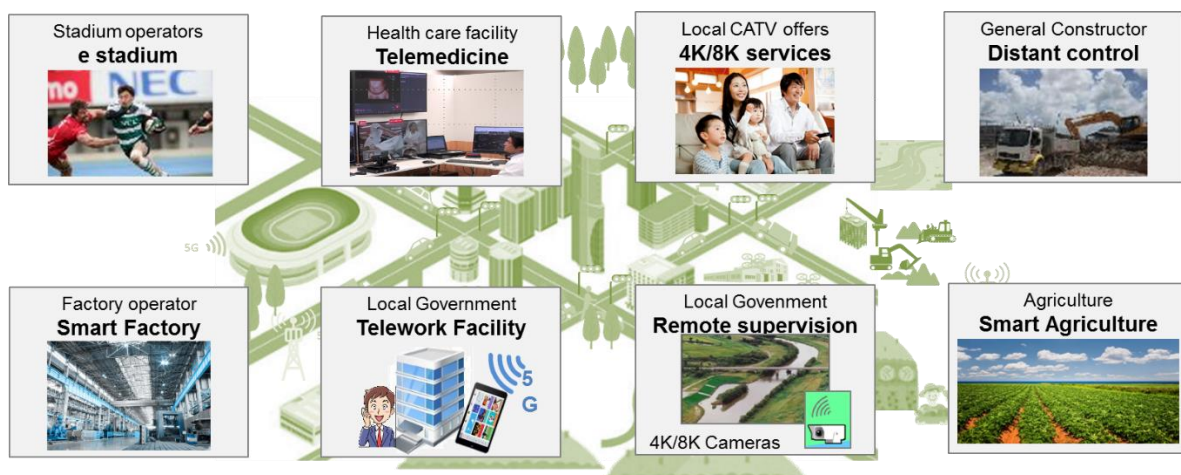 Stadium operators
e stadium
NEC
Health care facility
Telemedicine
Local CATV offers
4K/8K services
General Constructor
Distant control
5G
Factory operator
Smart Factory
Local Government
Telework Facility
5
G
Local Govenment
Remote supervision
4K/8K Cameras
Agriculture
Smart Agriculture